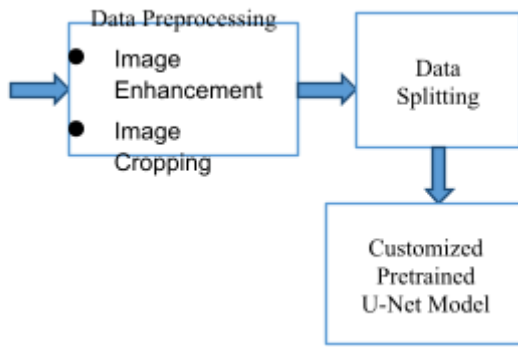 Data Preprocessing
● Image
Enhancement
● Image
Cropping
Data
Splitting
Customized
Pretrained
U-Net Model